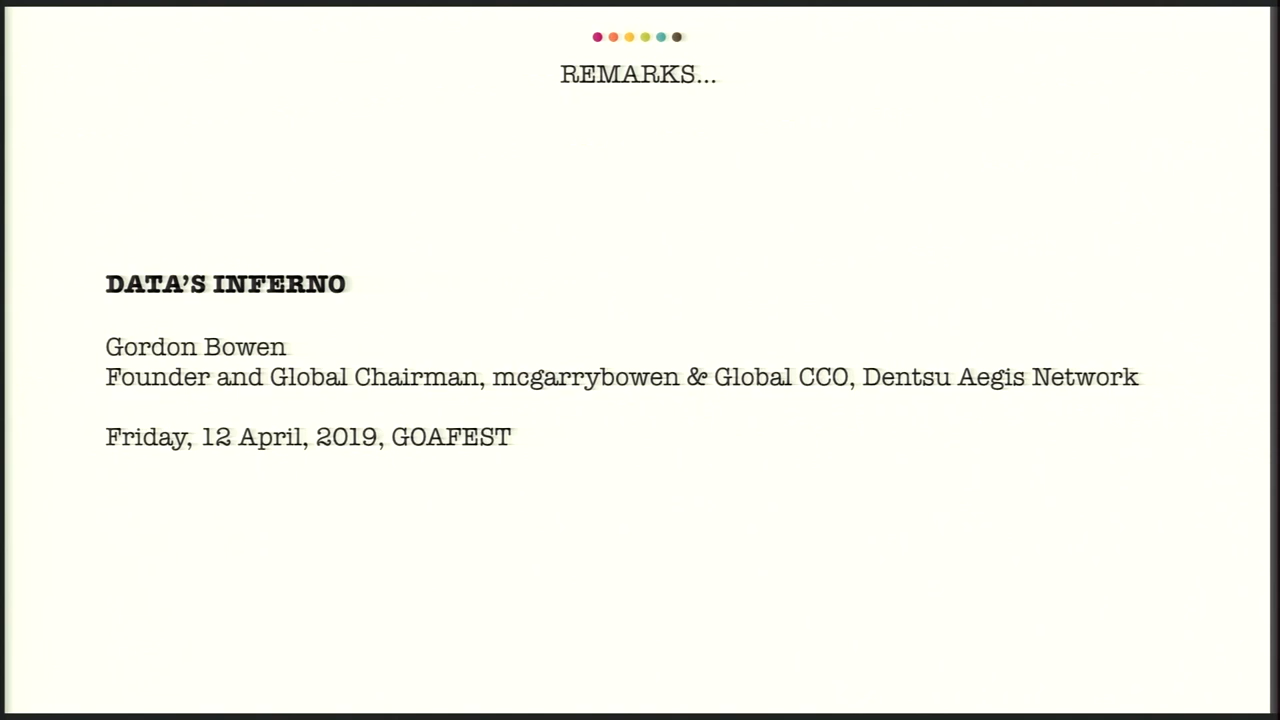 REMARKS...
DATA'S INFERNO
Gordon Bowen
Founder and Global Chairman, mcgarrybowen & Global CCO, Dentsu Aegis Network
Friday, 12 April, 2019, GOAFEST